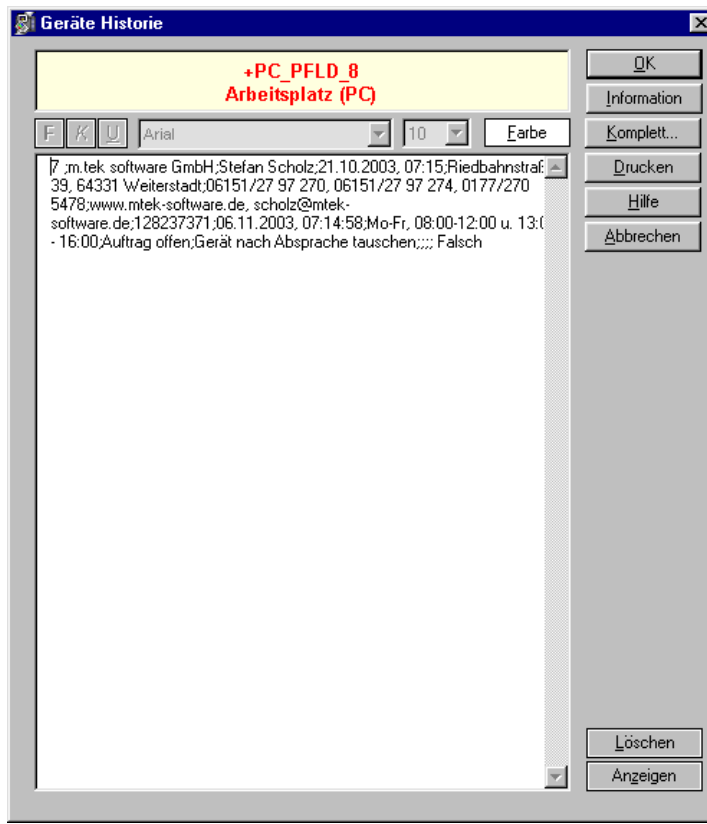 Geräte Historie
+PC_PFLD_8
Arbeitsplatz (PC)
F K U Arial 10 Farbe
7 ;m.tek software GmbH;Stefan Scholz;21.10.2003, 07:15;Riedbahnstraß
39, 64331 Weiterstadt;06151/27 97 270, 06151/27 97 274, 0177/270
5478;www.mtek-software.de, scholz@mtek-
software.de;128237371;06.11.2003, 07:14:58;Mo-Fr, 08:00-12:00 u. 13:0
- 16:00;Auftrag offen;Gerät nach Absprache tauschen;;;; Falsch
OK
Information
Komplett...
Drucken
Hilfe
Abbrechen
Löschen
Anzeigen